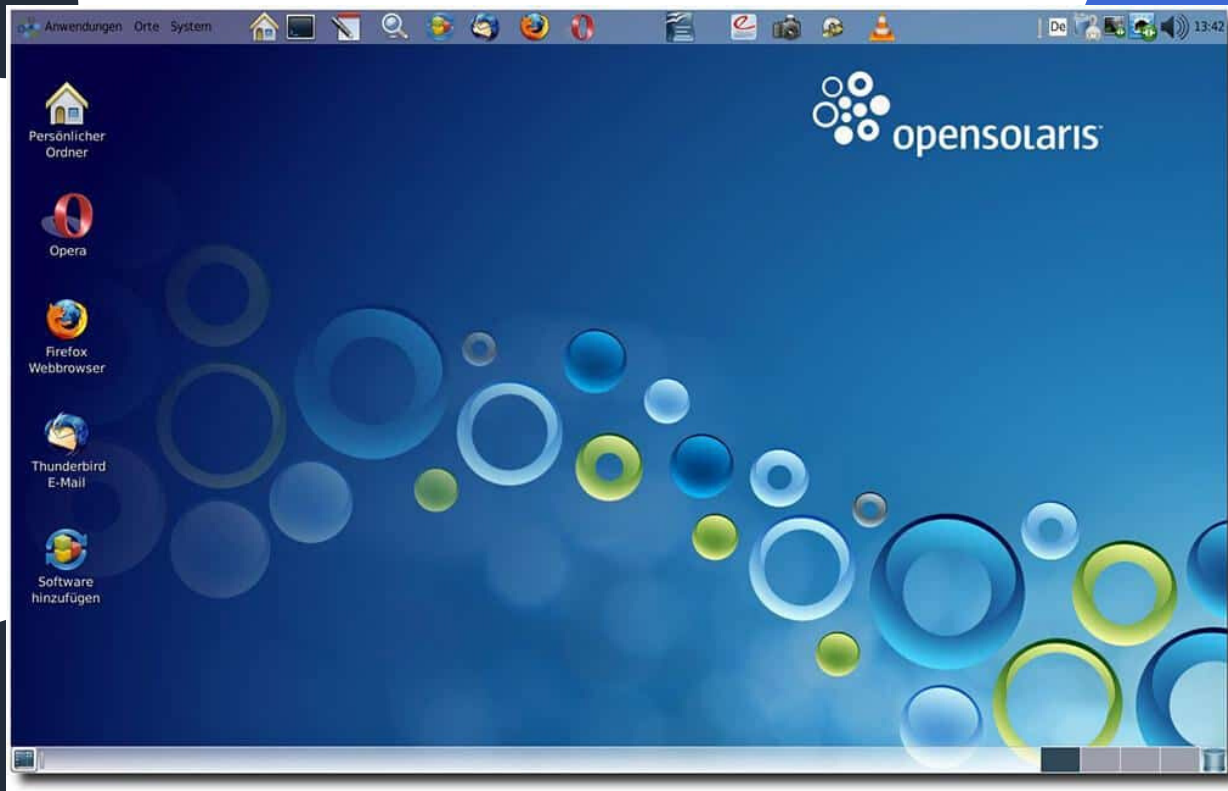 Anwendungen Orte System
De
13:42
opensolaris
Persönlicher
Ordner
Opera
Firefox
Webbrowser
Thunderbird
E-Mail
Software
hinzufügen